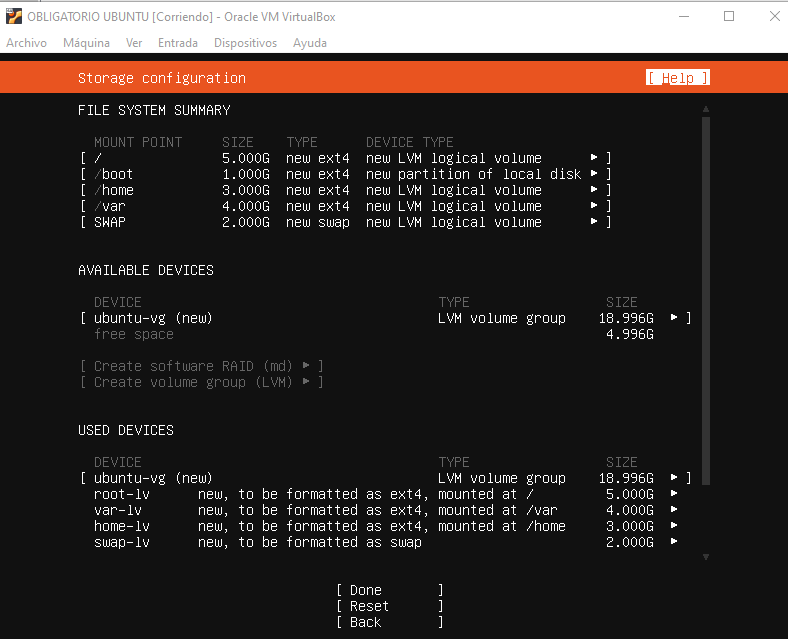 OBLIGATORIO UBUNTU [Corriendo] - Oracle VM VirtualBox
Archivo Máquina Ver Entrada Dispositivos Ayuda
Storage configuration [ Help ]
FILE SYSTEM SUMMARY
MOUNT POINT SIZE TYPE DEVICE TYPE
[ / 5.000G new ext4 new LVM logical volume ▸ ]
[ /boot 1.000G new ext4 new partition of local disk ▸ ]
[ /home 3.000G new ext4 new LVM logical volume ▸ ]
[ /var 4.000G new ext4 new LVM logical volume ▸ ]
[ SWAP 2.000G new swap new LVM logical volume ▸ ]
AVAILABLE DEVICES
DEVICE TYPE SIZE
[ ubuntu-vg (new) LVM volume group 18.996G ▸ ]
free space 4.996G
[ Create software RAID (md) ▸ ]
[ Create volume group (LVM) ▸ ]
USED DEVICES
DEVICE TYPE SIZE
[ ubuntu-vg (new) LVM volume group 18.996G ▸ ]
root-lv new, to be formatted as ext4, mounted at / 5.000G ▸
var-lv new, to be formatted as ext4, mounted at /var 4.000G ▸
home-lv new, to be formatted as ext4, mounted at /home 3.000G ▸
swap-lv new, to be formatted as swap 2.000G ▸
[ Done ]
[ Reset ]
[ Back ]